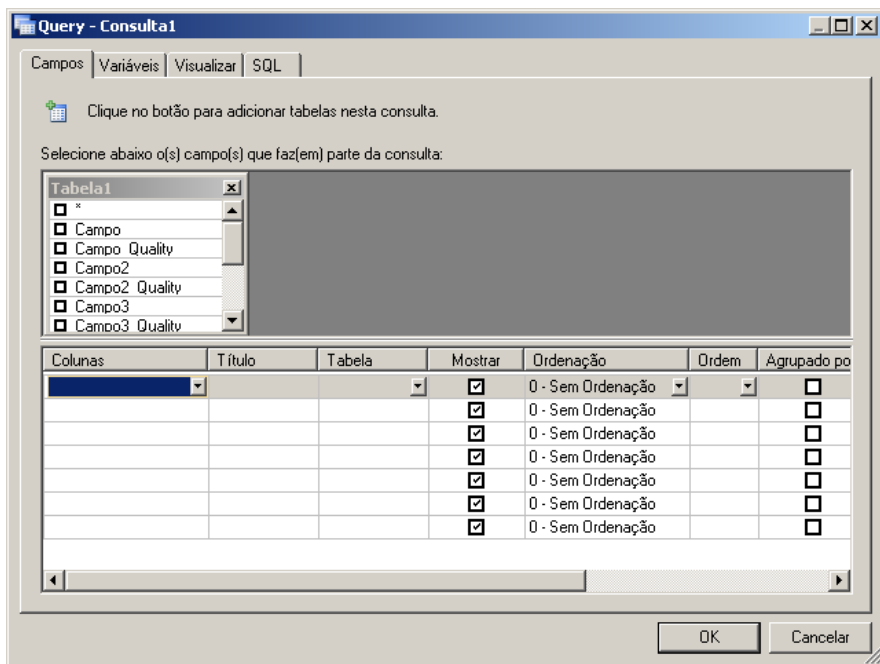 Query - Consulta1
Campos Variáveis Visualizar SQL
Clique no botão para adicionar tabelas nesta consulta.
Selecione abaixo o(s) campo(s) que faz(em) parte da consulta:
Tabela1
*
Campo
Campo_Quality
Campo2
Campo2_Quality
Campo3
Campo3_Quality
Colunas Título Tabela Mostrar Ordenação Ordem Agrupado po
0 - Sem Ordenação
0 - Sem Ordenação
0 - Sem Ordenação
0 - Sem Ordenação
0 - Sem Ordenação
0 - Sem Ordenação
0 - Sem Ordenação
OK Cancelar